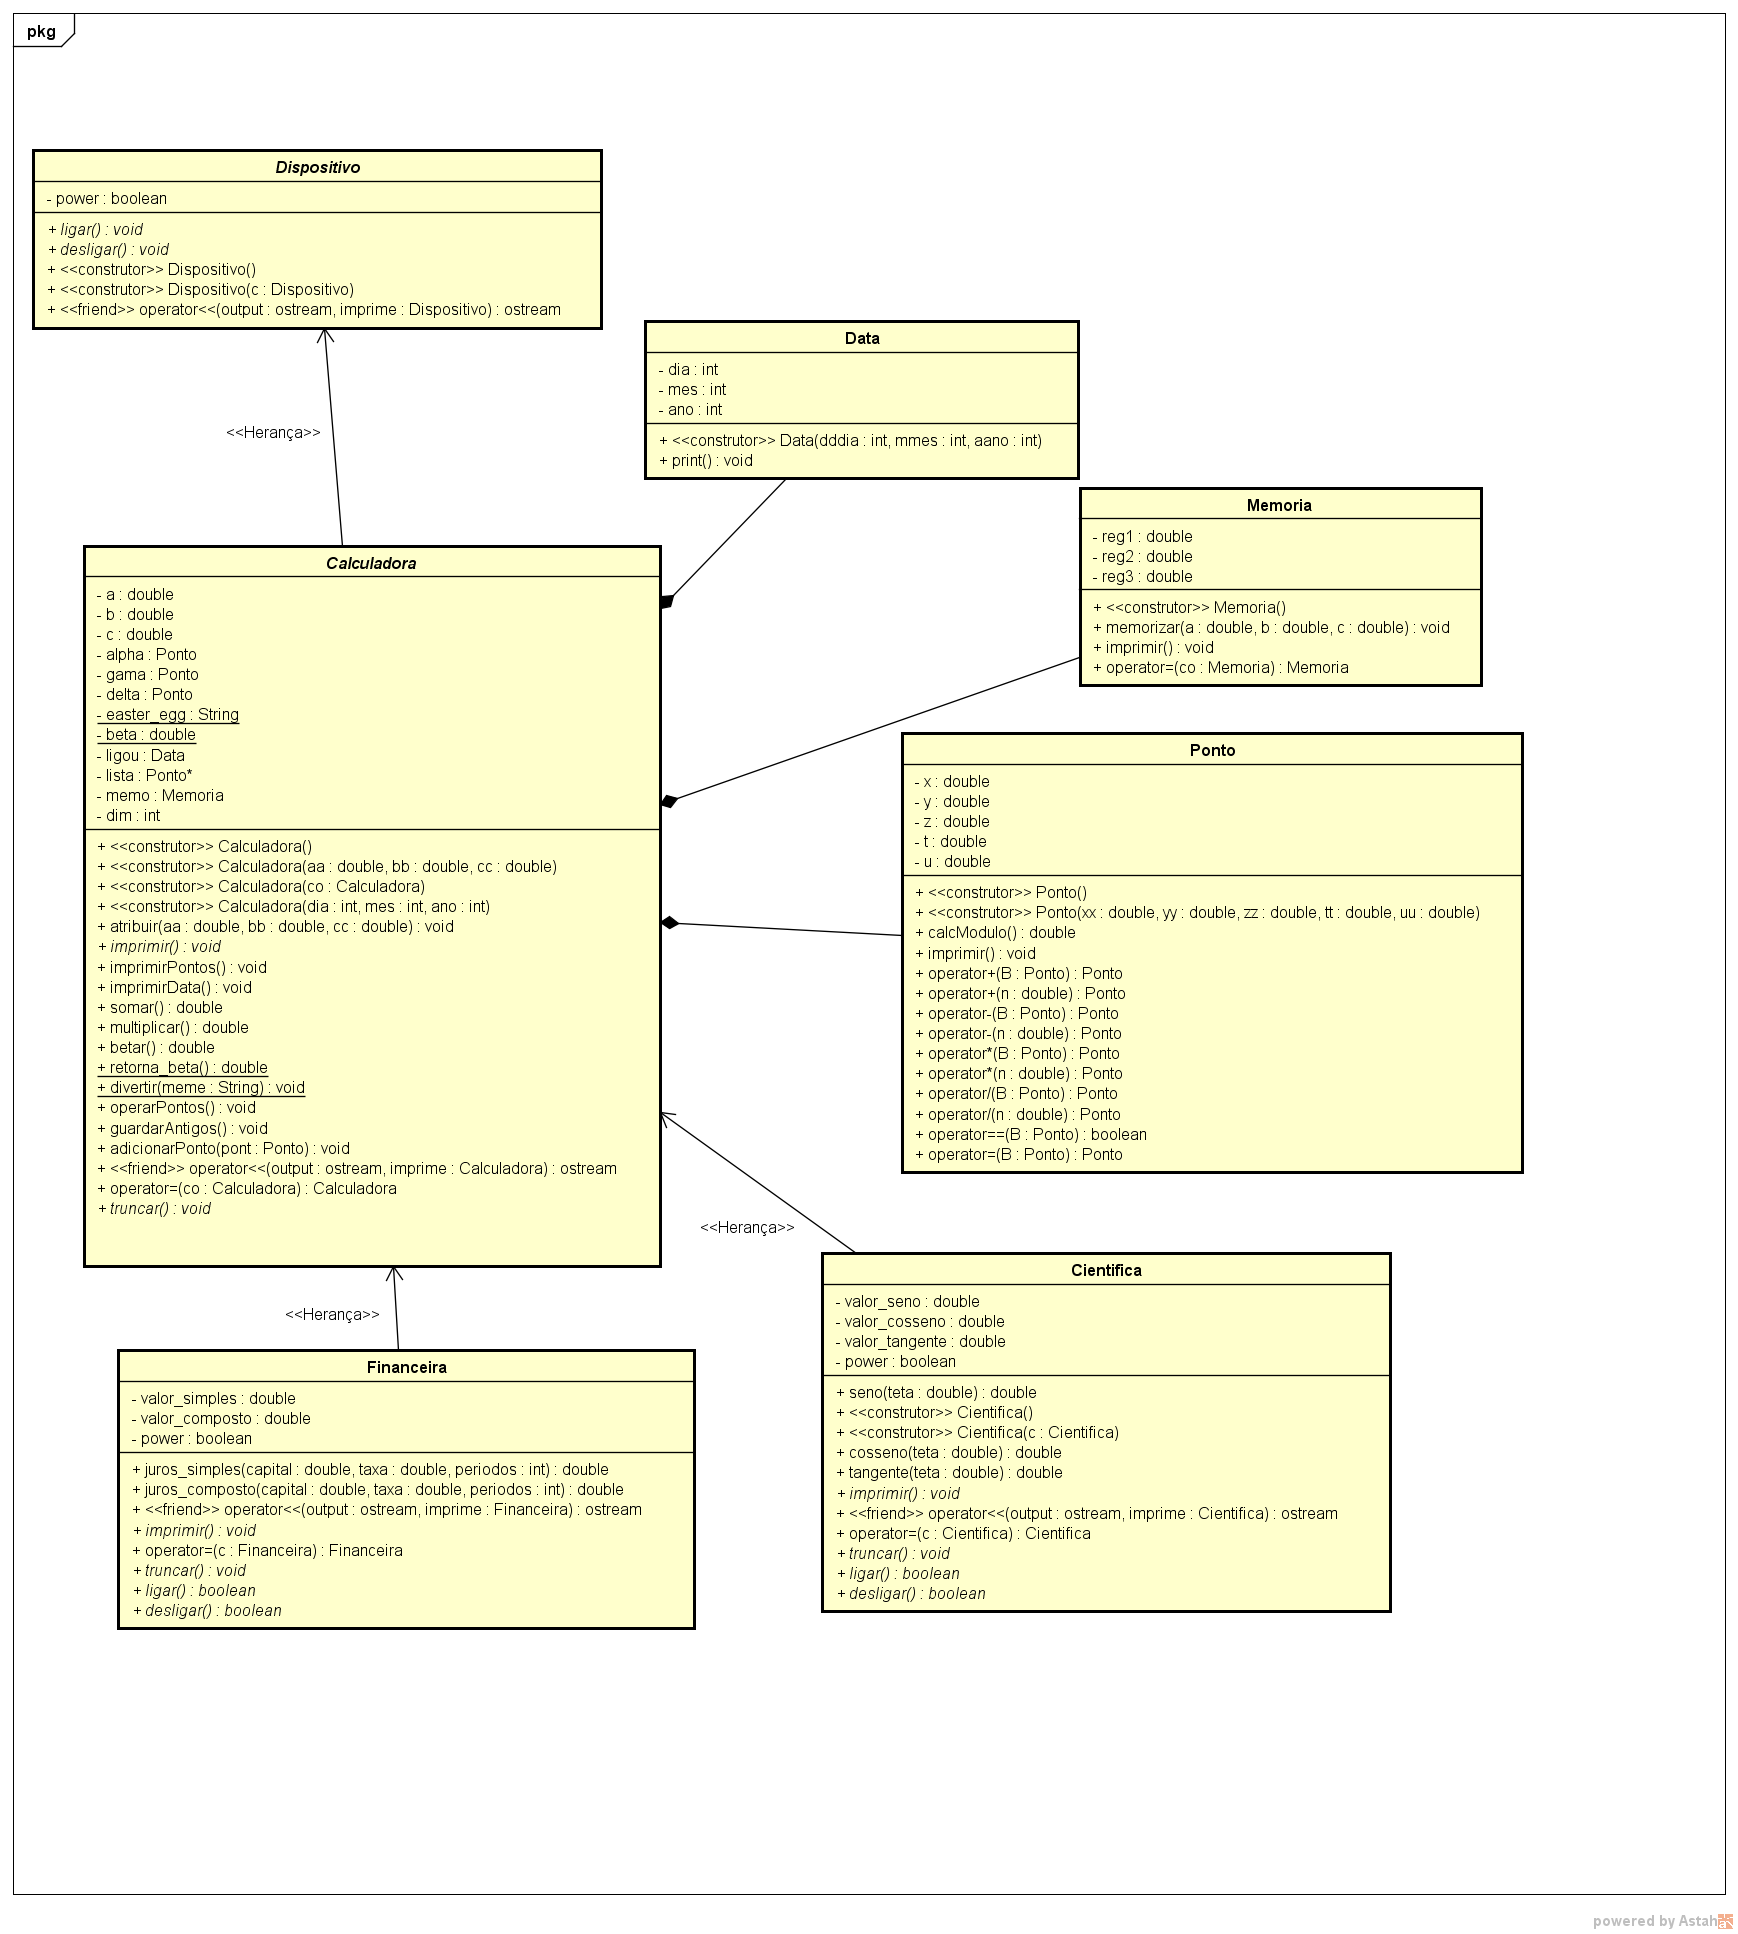 pkg
Dispositivo
- power : boolean
+ ligar() : void
+ desligar() : void
+ <<construtor>> Dispositivo()
+ <<construtor>> Dispositivo(c : Dispositivo)
+ <<friend>> operator<<(output : ostream, imprime : Dispositivo) : ostream
<<Herança>>
Data
- dia : int
- mes : int
- ano : int
+ <<construtor>> Data(dddia : int, mmes : int, aano : int)
+ print() : void
Memoria
- reg1 : double
- reg2 : double
- reg3 : double
+ <<construtor>> Memoria()
+ memorizar(a : double, b : double, c : double) : void
+ imprimir() : void
+ operator=(co : Memoria) : Memoria
Calculadora
- a : double
- b : double
- c : double
- alpha : Ponto
- gama : Ponto
- delta : Ponto
- easter_egg : String
- beta : double
- ligou : Data
- lista : Ponto*
- memo : Memoria
- dim : int
+ <<construtor>> Calculadora()
+ <<construtor>> Calculadora(aa : double, bb : double, cc : double)
+ <<construtor>> Calculadora(co : Calculadora)
+ <<construtor>> Calculadora(dia : int, mes : int, ano : int)
+ atribuir(aa : double, bb : double, cc : double) : void
+ imprimir() : void
+ imprimirPontos() : void
+ imprimirData() : void
+ somar() : double
+ multiplicar() : double
+ betar() : double
+ retorna_beta() : double
+ divertir(meme : String) : void
+ operarPontos() : void
+ guardarAntigos() : void
+ adicionarPonto(pont : Ponto) : void
+ <<friend>> operator<<(output : ostream, imprime : Calculadora) : ostream
+ operator=(co : Calculadora) : Calculadora
+ truncar() : void
Ponto
- x : double
- y : double
- z : double
- t : double
- u : double
+ <<construtor>> Ponto()
+ <<construtor>> Ponto(xx : double, yy : double, zz : double, tt : double, uu : double)
+ calcModulo() : double
+ imprimir() : void
+ operator+(B : Ponto) : Ponto
+ operator+(n : double) : Ponto
+ operator-(B : Ponto) : Ponto
+ operator-(n : double) : Ponto
+ operator*(B : Ponto) : Ponto
+ operator*(n : double) : Ponto
+ operator/(B : Ponto) : Ponto
+ operator/(n : double) : Ponto
+ operator==(B : Ponto) : boolean
+ operator=(B : Ponto) : Ponto
<<Herança>>
<<Herança>>
Financeira
- valor_simples : double
- valor_composto : double
- power : boolean
+ juros_simples(capital : double, taxa : double, periodos : int) : double
+ juros_composto(capital : double, taxa : double, periodos : int) : double
+ <<friend>> operator<<(output : ostream, imprime : Financeira) : ostream
+ imprimir() : void
+ operator=(c : Financeira) : Financeira
+ truncar() : void
+ ligar() : boolean
+ desligar() : boolean
Cientifica
- valor_seno : double
- valor_cosseno : double
- valor_tangente : double
- power : boolean
+ seno(teta : double) : double
+ <<construtor>> Cientifica()
+ <<construtor>> Cientifica(c : Cientifica)
+ cosseno(teta : double) : double
+ tangente(teta : double) : double
+ imprimir() : void
+ <<friend>> operator<<(output : ostream, imprime : Cientifica) : ostream
+ operator=(c : Cientifica) : Cientifica
+ truncar() : void
+ ligar() : boolean
+ desligar() : boolean
powered by Astah